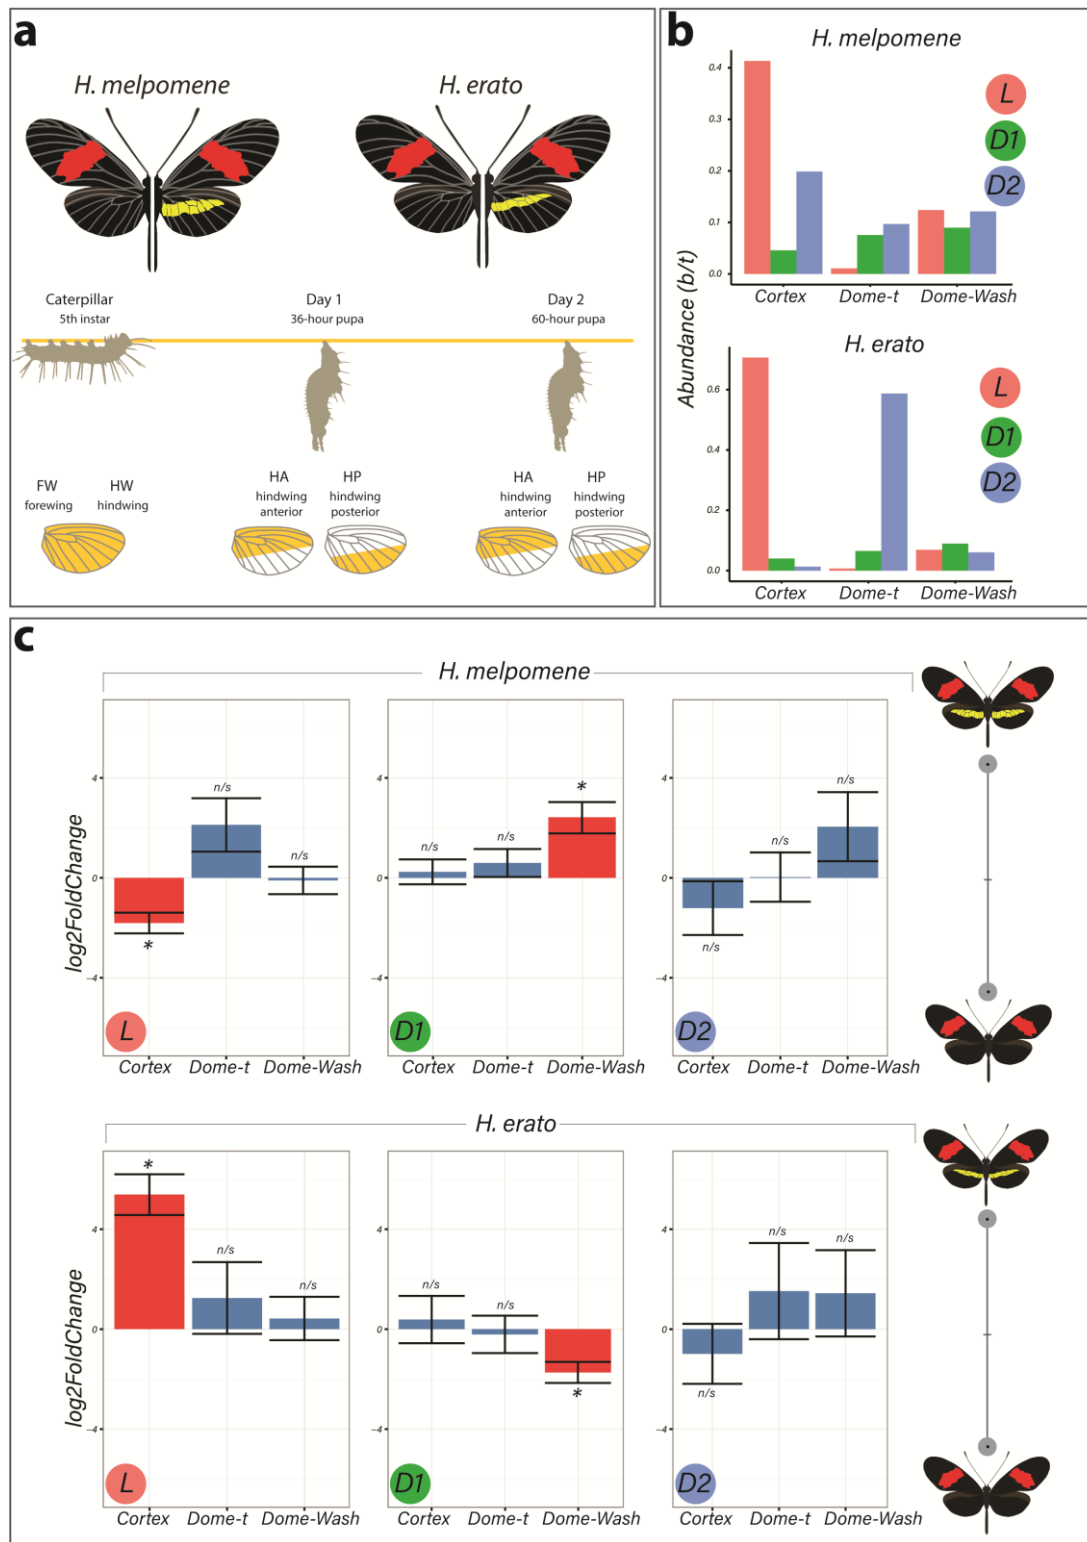 a
H. melpomene
H. erato
Caterpillar
5th instar
Day 1
36-hour pupa
Day 2
60-hour pupa
FW
forewing
HW
hindwing
HA
hindwing
anterior
HP
hindwing
posterior
HA
hindwing
anterior
HP
hindwing
posterior
b
H. melpomene
Abundance (b/t)
0.4
0.3
0.2
0.1
0.0
L
D1
D2
Cortex Dome-t Dome-Wash
H. erato
0.6
0.4
0.2
0.0
L
D1
D2
Cortex Dome-t Dome-Wash
c
H. melpomene
log2FoldChange
4
0
-4
*
n/s
n/s
L
Cortex Dome-t Dome-Wash
4
0
-4
n/s
n/s
*
D1
Cortex Dome-t Dome-Wash
4
0
-4
n/s
n/s
n/s
D2
Cortex Dome-t Dome-Wash
H. erato
log2FoldChange
4
0
-4
*
n/s
n/s
L
Cortex Dome-t Dome-Wash
4
0
-4
n/s
n/s
*
D1
Cortex Dome-t Dome-Wash
4
0
-4
n/s
n/s
n/s
D2
Cortex Dome-t Dome-Wash